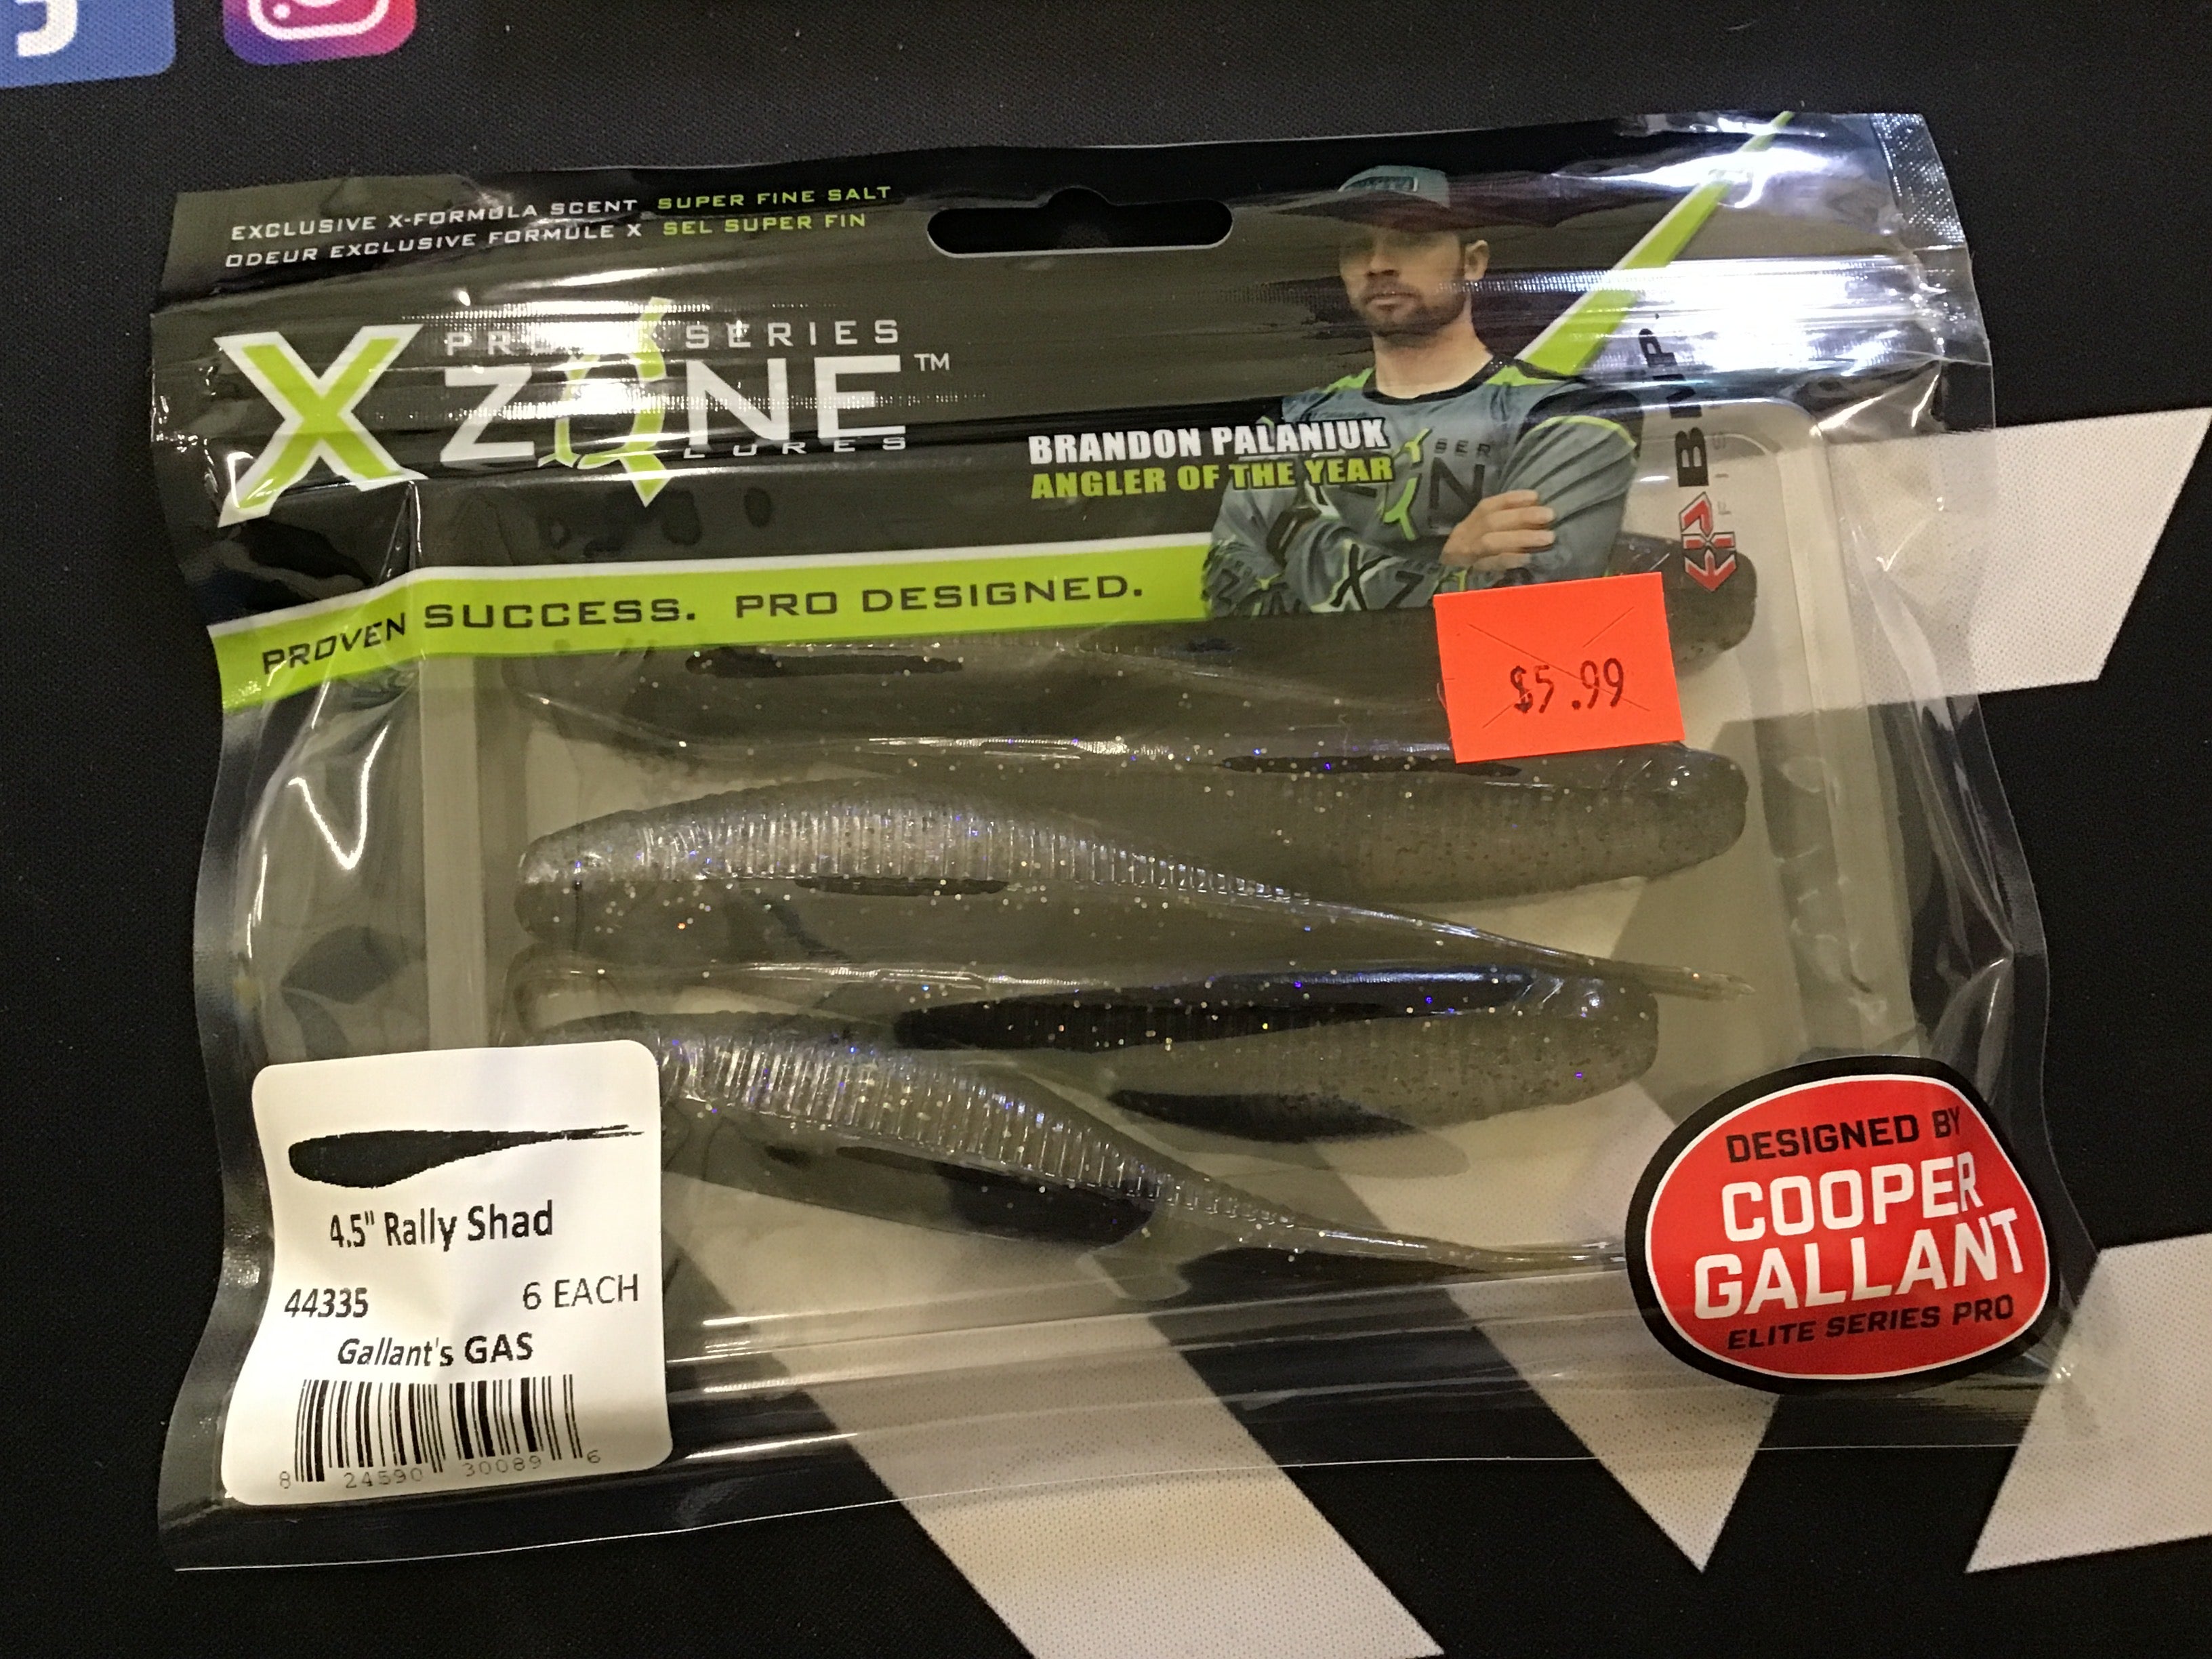 EXCLUSIVE X-FORMULA SCENT SUPER FINE SALT
ODEUR EXCLUSIVE FORMULE X SEL SUPER FIN
SERIES
X ZONE™
LURES
BRANDON PALANIUK
ANGLER OF THE YEAR
PROVEN SUCCESS. PRO DESIGNED.
$5.99
4.5" Rally Shad
44335 6 EACH
Gallant's GAS
8 24590 30089 6
DESIGNED BY
COOPER
GALLANT
ELITE SERIES PRO